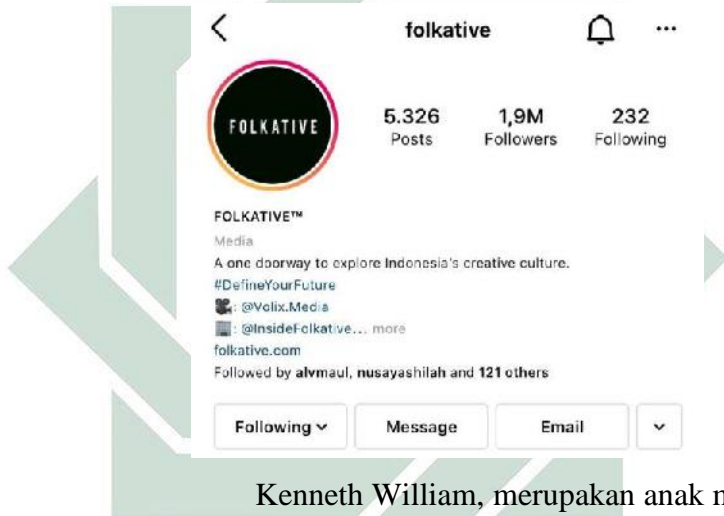 folkative
FOLKATIVE
5.326 1,9M 232
Posts Followers Following
FOLKATIVE™
Media
A one doorway to explore Indonesia's creative culture.
#DefineYourFuture
: @Volix.Media
: @InsideFolkative... more
folkative.com
Followed by alvmaul, nusayashilah and 121 others
Following Message Email
Kenneth William, merupakan anak